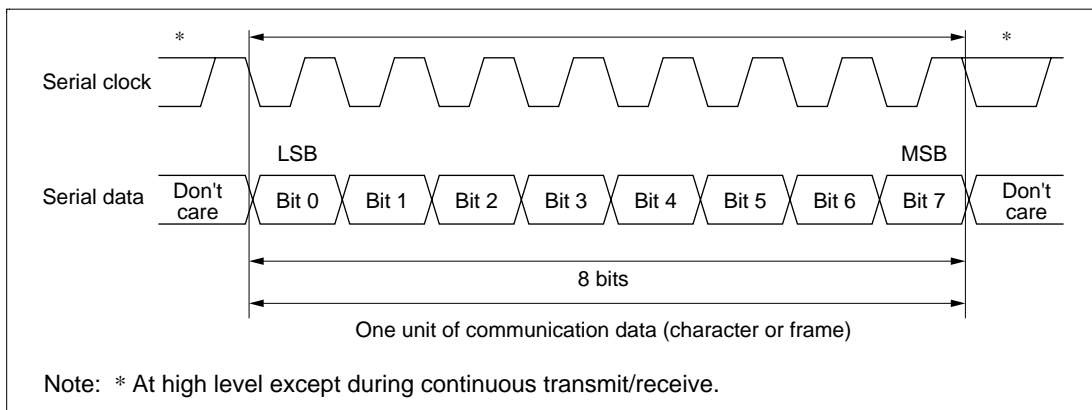 * *
Serial clock
LSB MSB
Serial data Don't care Bit 0 Bit 1 Bit 2 Bit 3 Bit 4 Bit 5 Bit 6 Bit 7 Don't care
8 bits
One unit of communication data (character or frame)
Note: * At high level except during continuous transmit/receive.